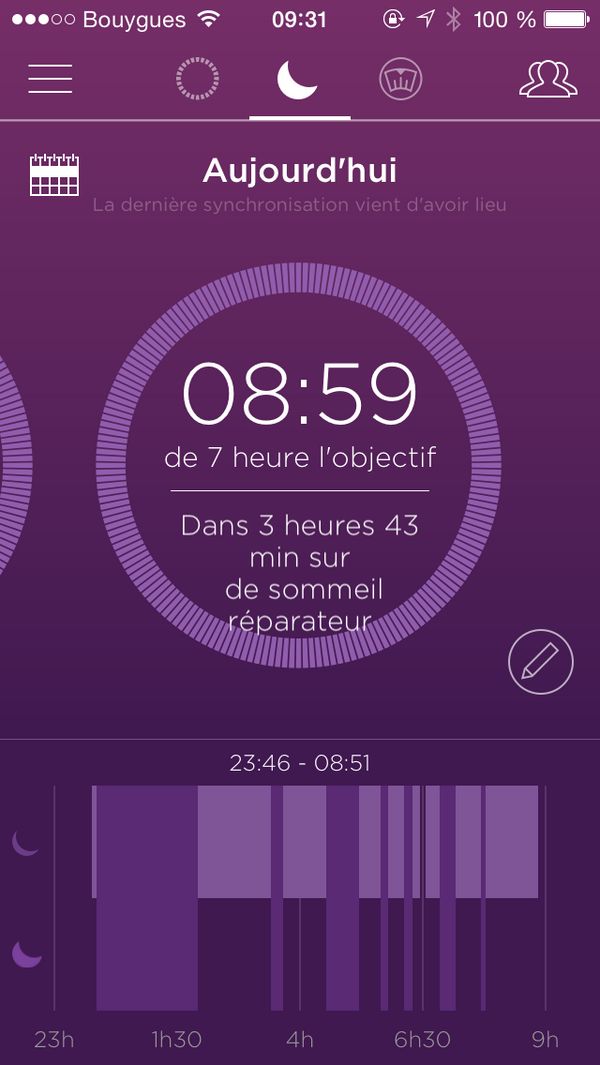 Bouygues 09:31 100 %
Aujourd'hui
La dernière synchronisation vient d'avoir lieu
08:59
de 7 heure l'objectif
Dans 3 heures 43
min sur
de sommeil
réparateur
23:46 - 08:51
23h 1h30 4h 6h30 9h